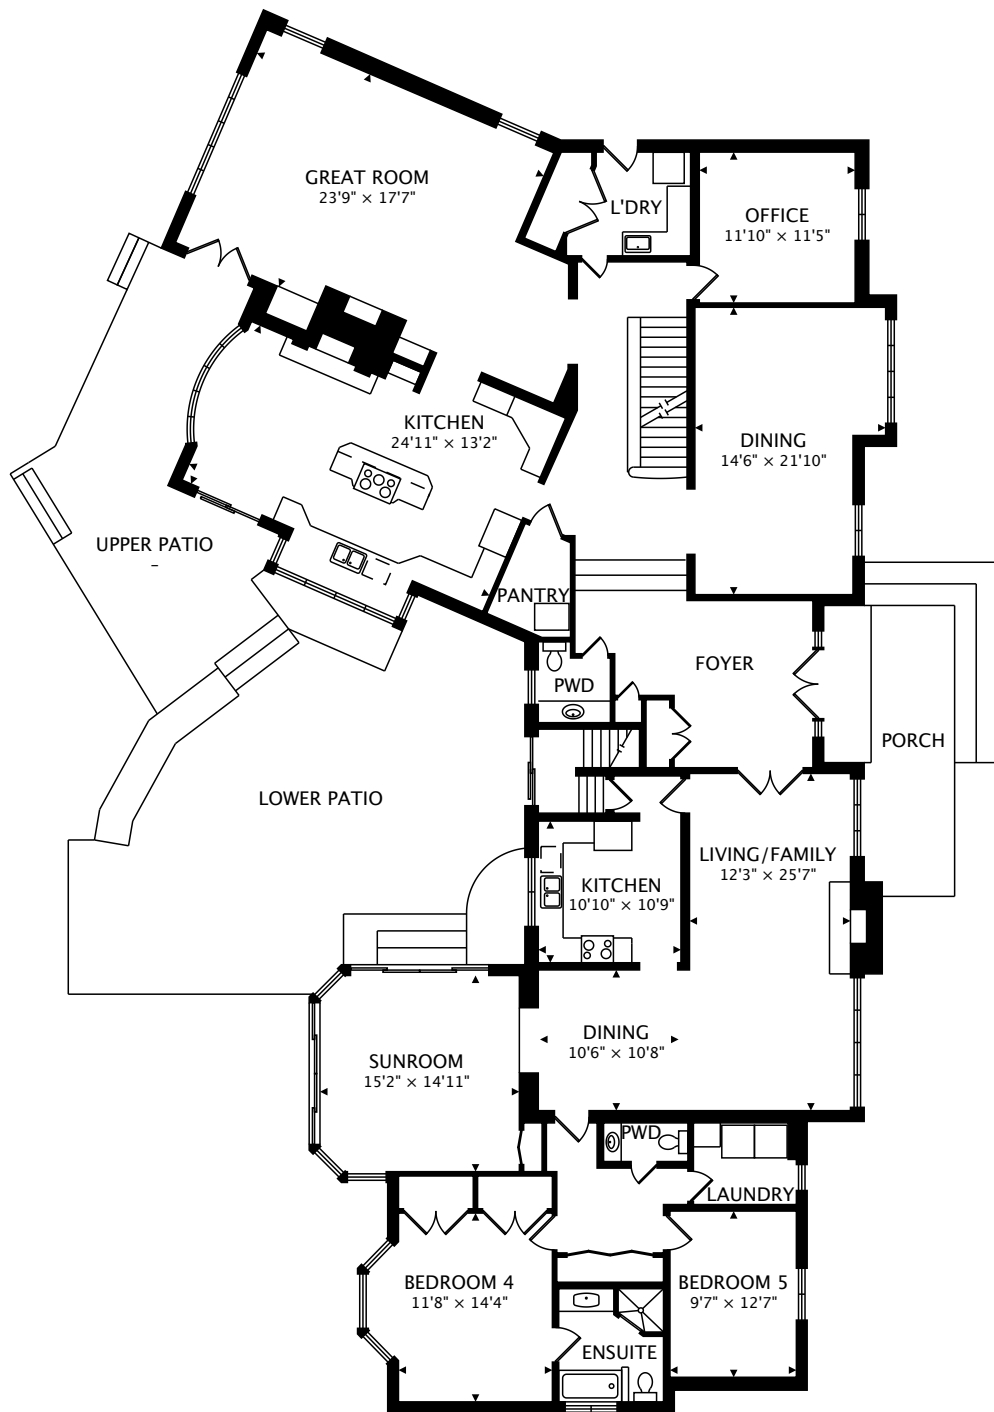 GREAT ROOM
23'9" × 17'7"
L'DRY
OFFICE
11'10" × 11'5"
KITCHEN
24'11" × 13'2"
DINING
14'6" × 21'10"
UPPER PATIO
–
PANTRY
FOYER
PWD
PORCH
LOWER PATIO
LIVING/FAMILY
12'3" × 25'7"
KITCHEN
10'10" × 10'9"
DINING
10'6" × 10'8"
SUNROOM
15'2" × 14'11"
PWD
LAUNDRY
BEDROOM 4
11'8" × 14'4"
BEDROOM 5
9'7" × 12'7"
ENSUITE